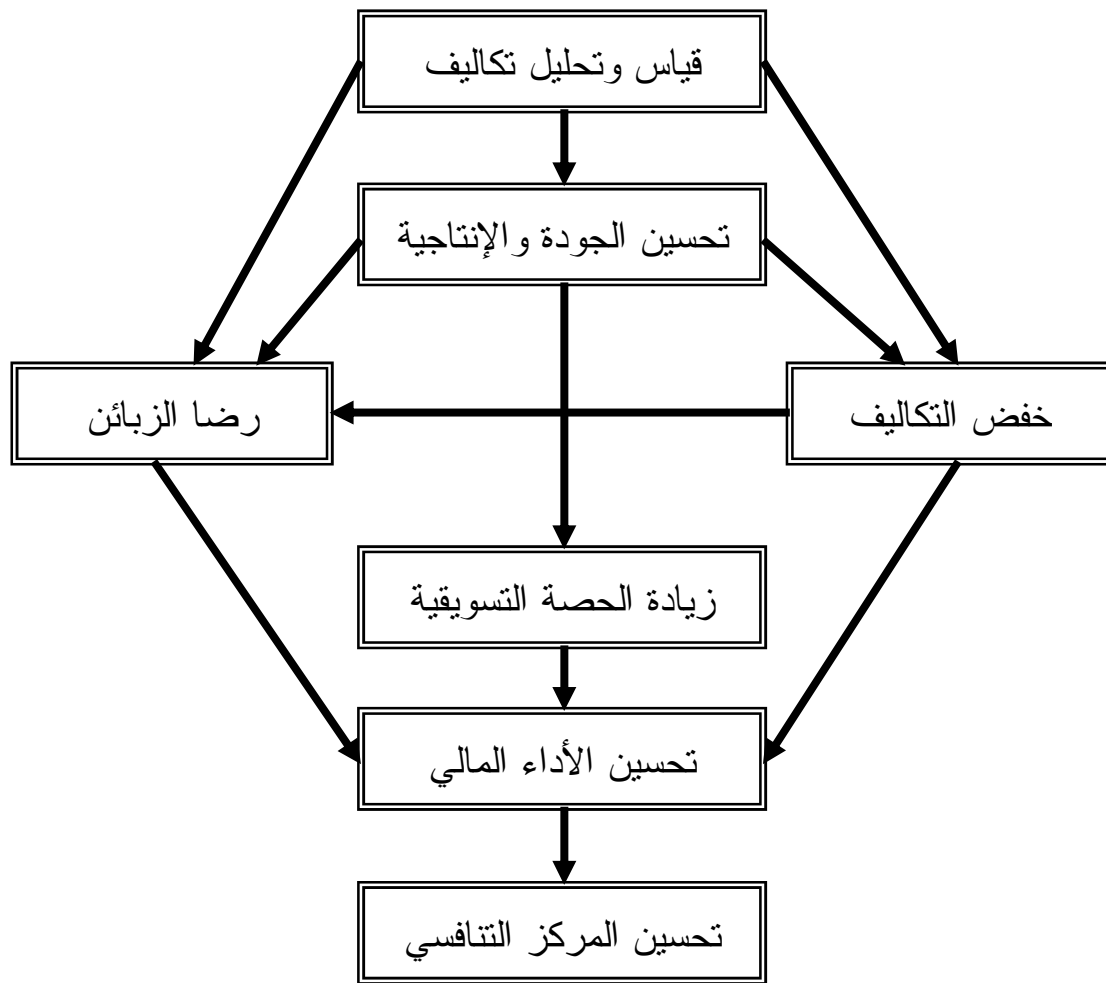 قياس وتحليل تكاليف
تحسين الجودة والإنتاجية
خفض التكاليف
رضا الزبائن
زيادة الحصة التسويقية
تحسين الأداء المالي
تحسين المركز التنافسي